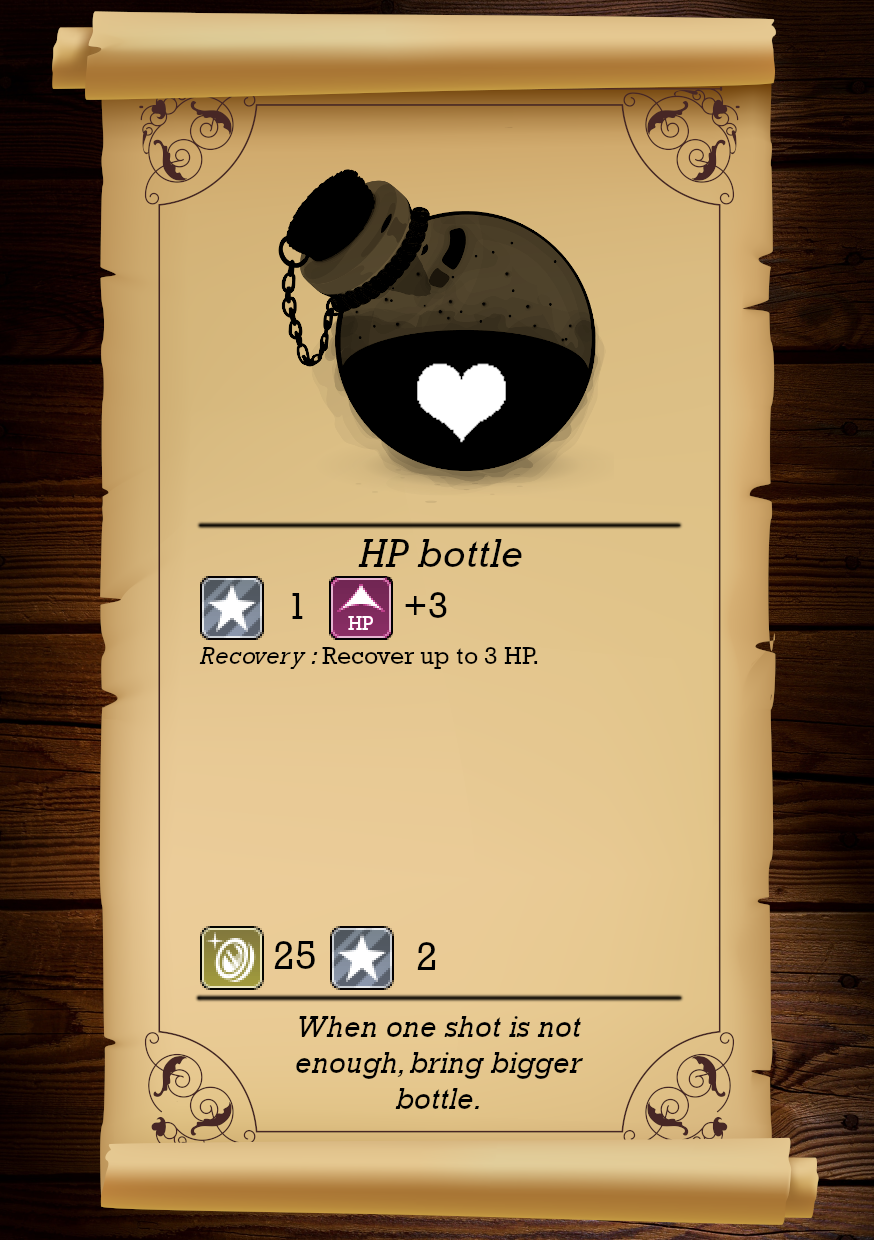 HP bottle
1 HP +3
Recovery : Recover up to 3 HP.
25 2
When one shot is not
enough, bring bigger
bottle.